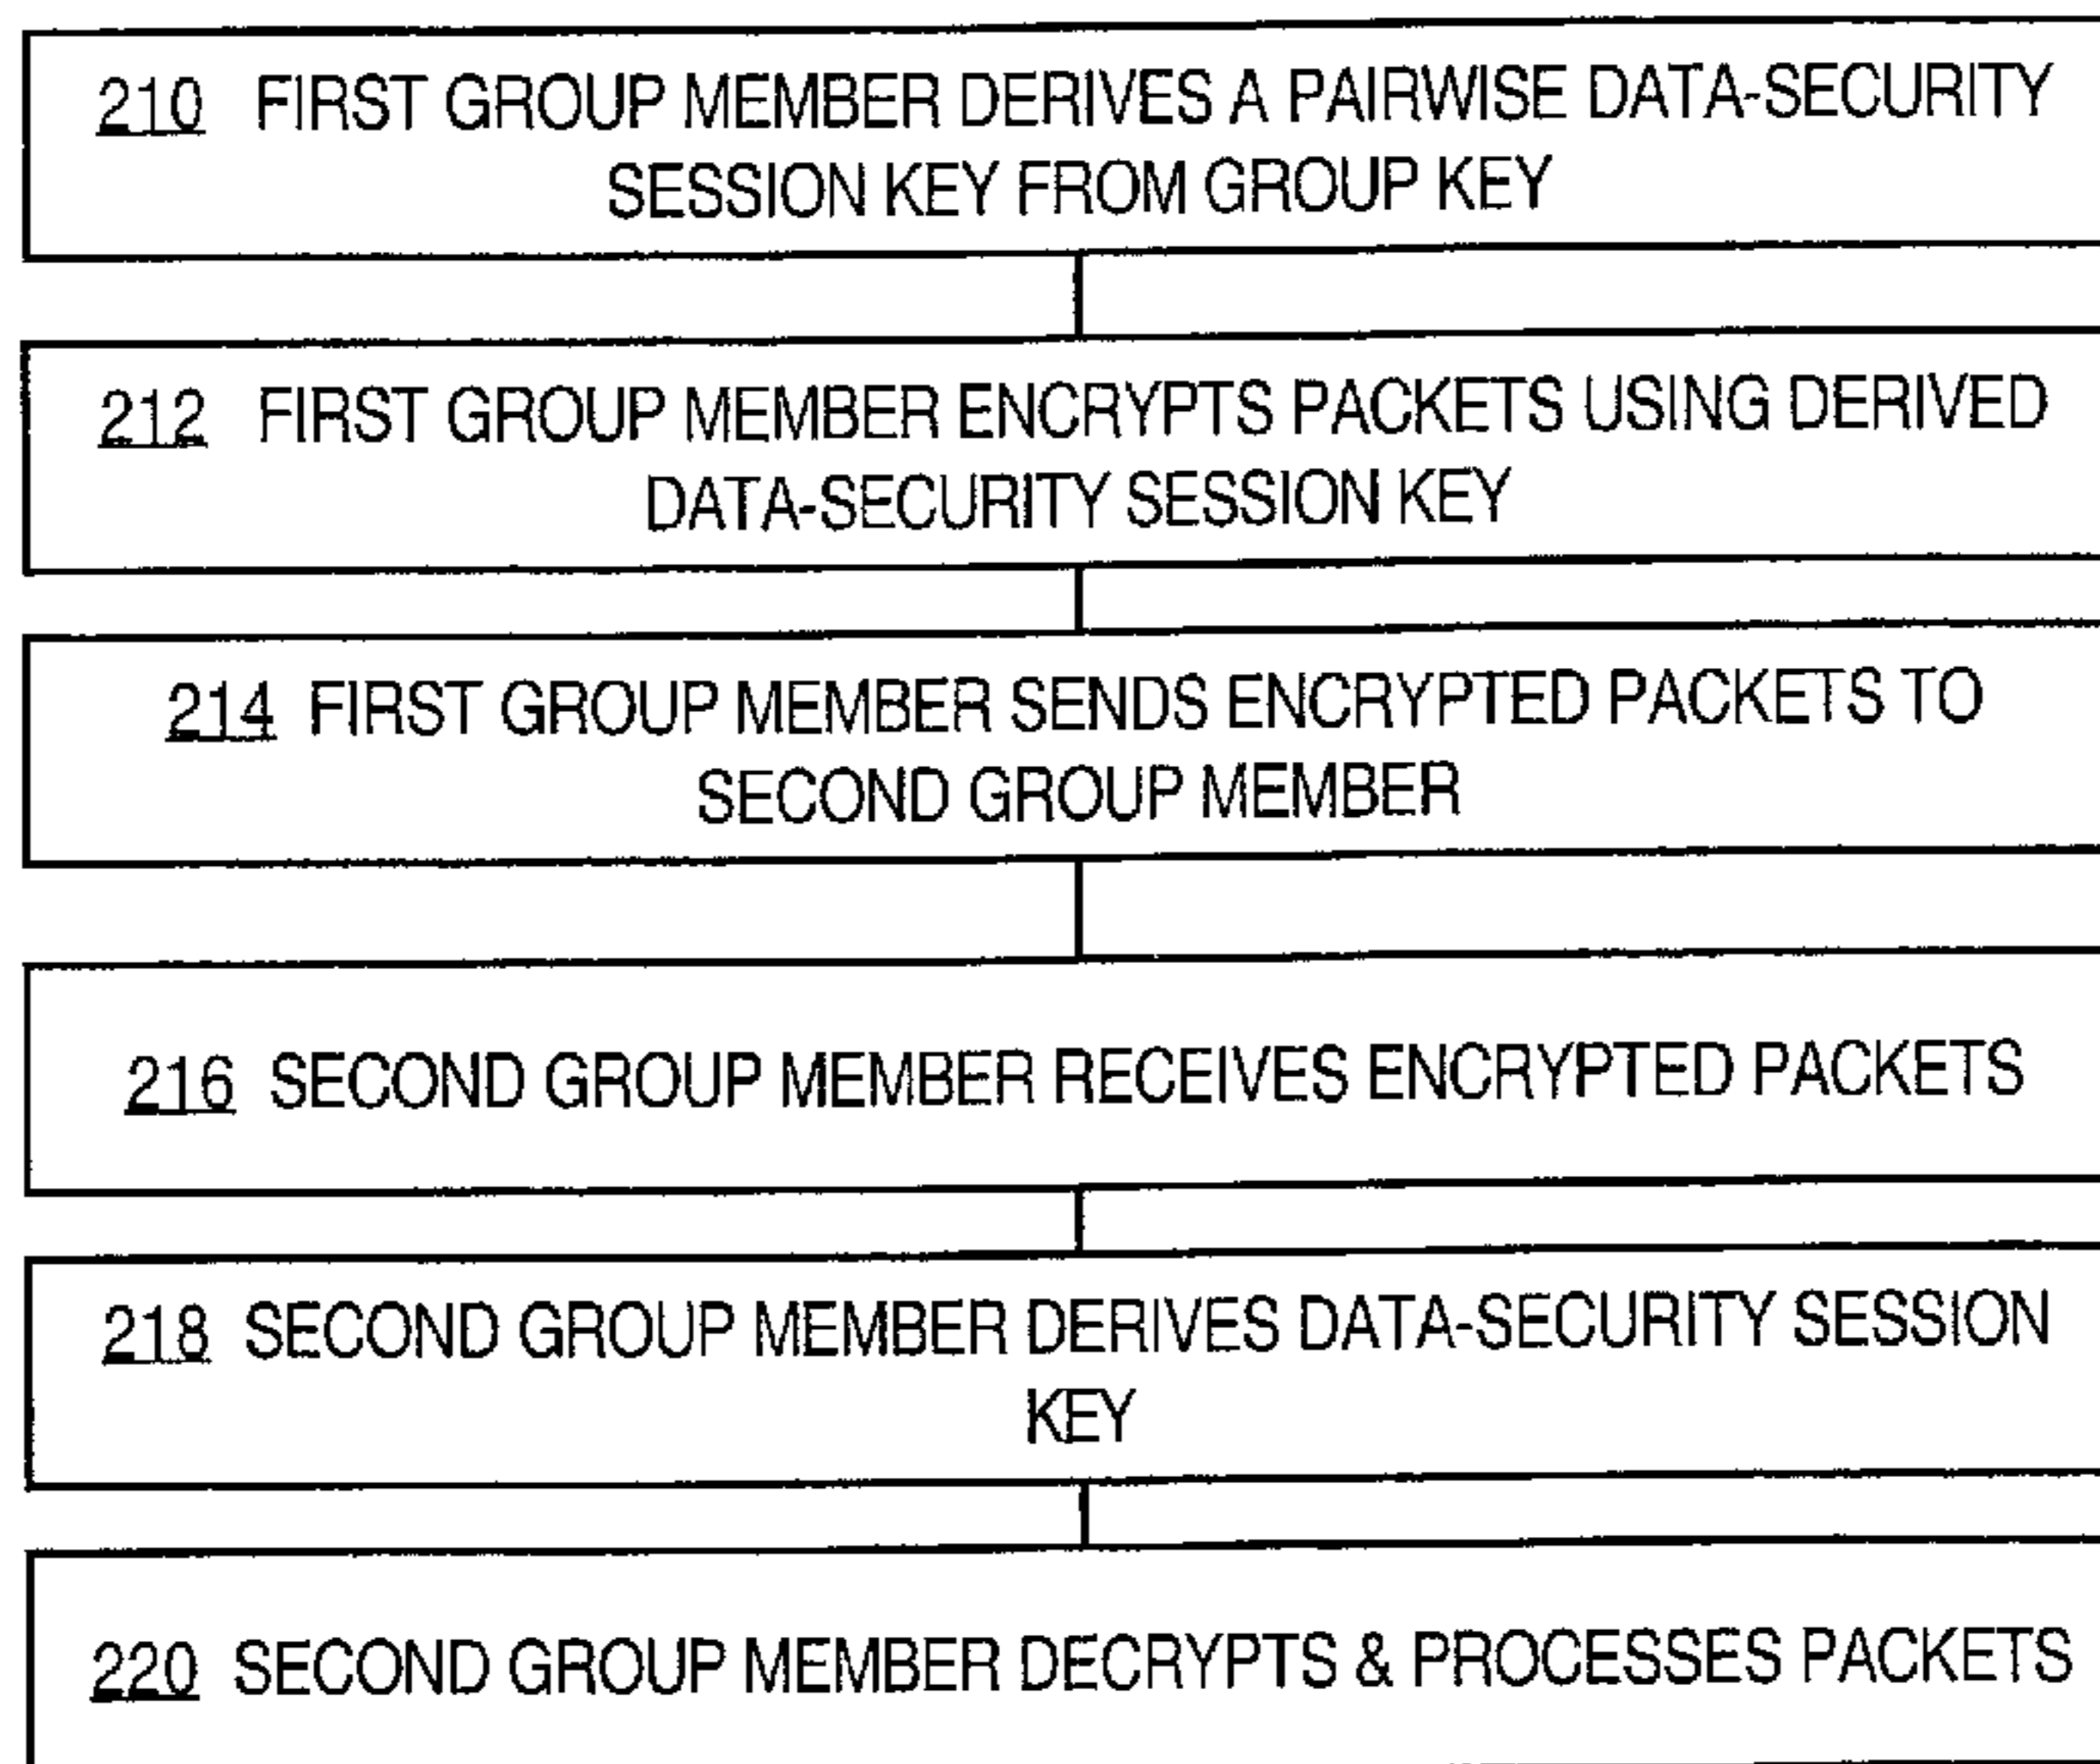 210 FIRST GROUP MEMBER DERIVES A PAIRWISE DATA-SECURITY
SESSION KEY FROM GROUP KEY
212 FIRST GROUP MEMBER ENCRYPTS PACKETS USING DERIVED
DATA-SECURITY SESSION KEY
214 FIRST GROUP MEMBER SENDS ENCRYPTED PACKETS TO
SECOND GROUP MEMBER
216 SECOND GROUP MEMBER RECEIVES ENCRYPTED PACKETS
218 SECOND GROUP MEMBER DERIVES DATA-SECURITY SESSION
KEY
220 SECOND GROUP MEMBER DECRYPTS & PROCESSES PACKETS